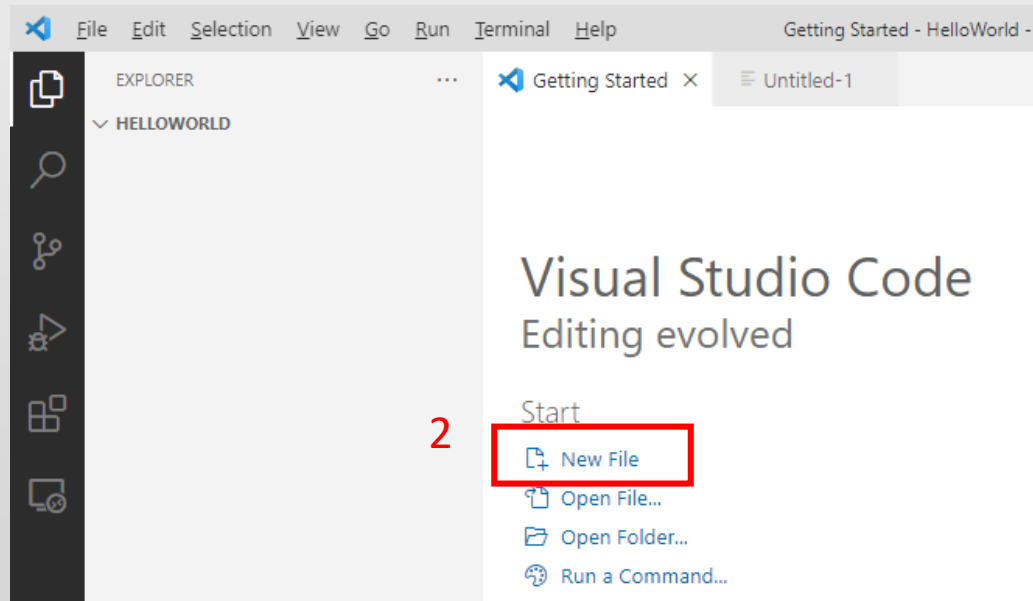 File Edit Selection View Go Run Terminal Help Getting Started - HelloWorld -
EXPLORER ... Getting Started × Untitled-1
HELLOWORLD
Visual Studio Code
Editing evolved
Start
2
New File
Open File...
Open Folder...
Run a Command...